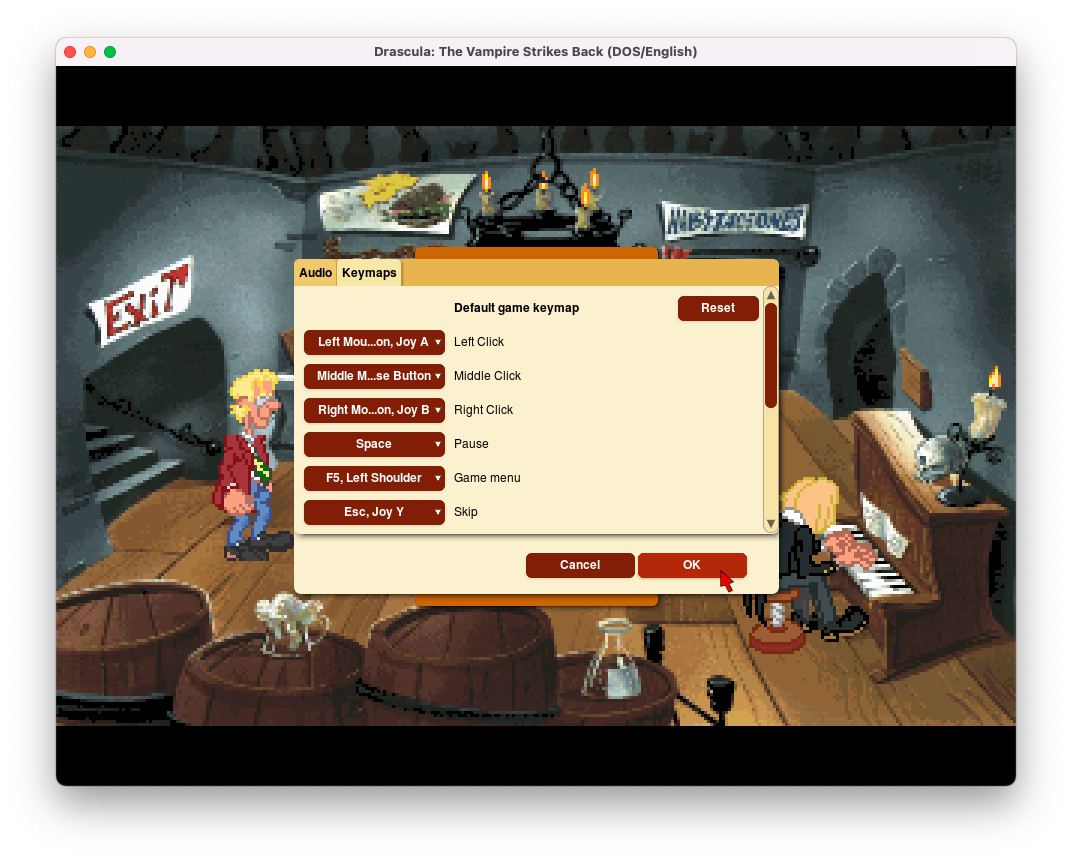 Drascula: The Vampire Strikes Back (DOS/English)
EXiT
Audio
Keymaps
Default game keymap
Reset
Left Mou...on, Joy A
Left Click
Middle M...se Button
Middle Click
Right Mo...on, Joy B
Right Click
Space
Pause
F5, Left Shoulder
Game menu
Esc, Joy Y
Skip
Cancel
OK